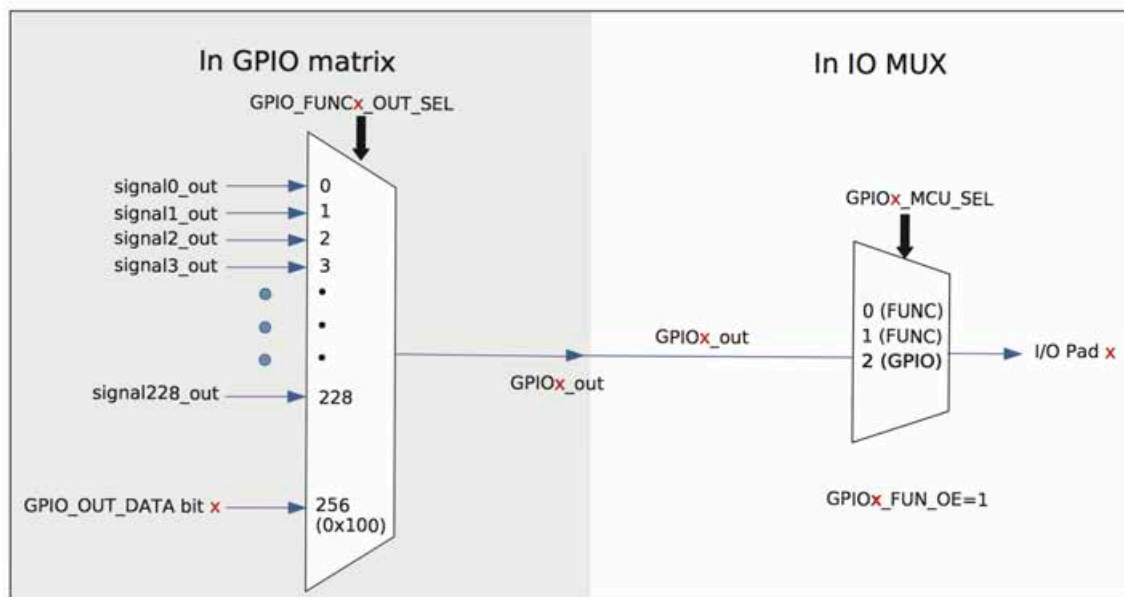 In GPIO matrix
In IO MUX
GPIO_FUNCx_OUT_SEL
signal0_out
0
signal1_out
1
signal2_out
2
signal3_out
3
signal228_out
228
GPIO_OUT_DATA bit x
256
(0x100)
GPIOx_out
GPIOx_out
GPIOx_MCU_SEL
0 (FUNC)
1 (FUNC)
2 (GPIO)
I/O Pad x
GPIOx_FUN_OE=1